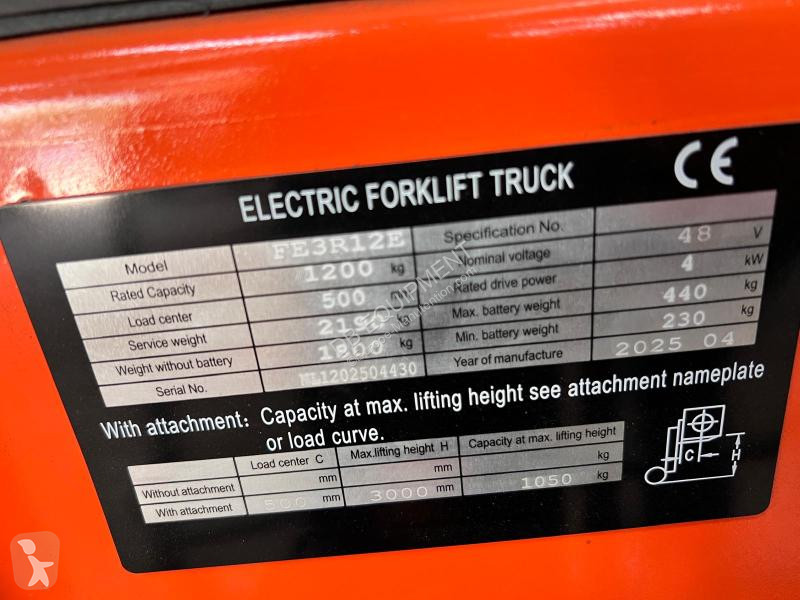 ELECTRIC FORKLIFT TRUCK CE
Model FE3R12E Specification No.
Rated Capacity 1200 kg Nominal voltage 48 V
Load center 500 Rated drive power 4 kW
Service weight kg Max. battery weight 440 kg
Weight without battery kg Min. battery weight 230 kg
Serial No. NL1202504430 Year of manufacture 2025 04
With attachment: Capacity at max. lifting height see attachment nameplate
or load curve.
Load center C Max.lifting height H Capacity at max. lifting height
Without attachment mm mm kg
With attachment 500 mm 3000 mm 1050 kg
C H
EQUIPMENT